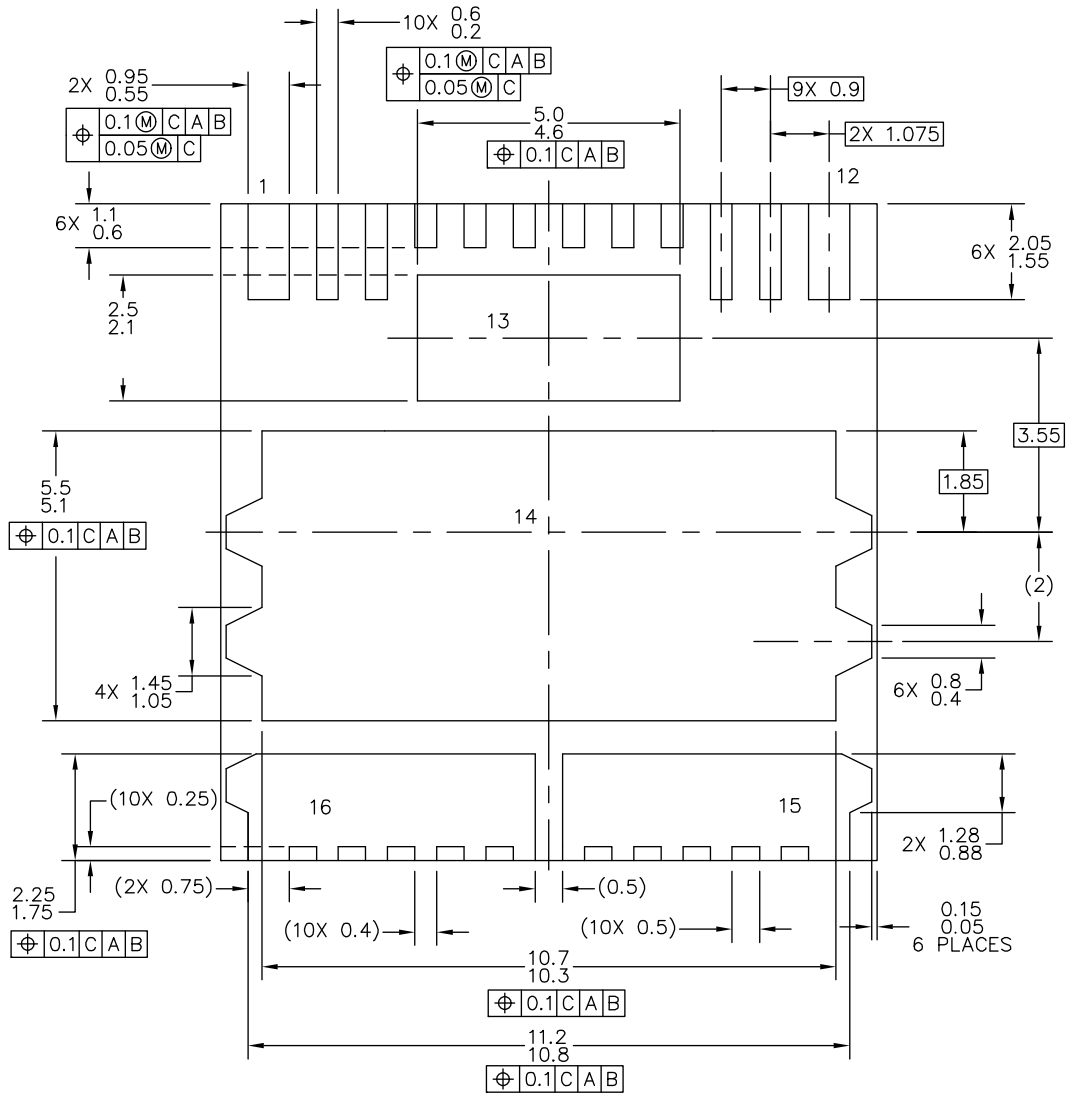 10X 0.6
0.2
⌖ 0.1 Ⓜ C A B
0.05 Ⓜ C
2X 0.95
0.55
⌖ 0.1 Ⓜ C A B
0.05 Ⓜ C
9X 0.9
5.0
4.6
⌖ 0.1 C A B
2X 1.075
1
12
6X 1.1
0.6
6X 2.05
1.55
2.5
2.1
13
3.55
1.85
5.5
5.1
⌖ 0.1 C A B
14
(2)
4X 1.45
1.05
6X 0.8
0.4
(10X 0.25)
16
15
2X 1.28
0.88
2.25
1.75
⌖ 0.1 C A B
(2X 0.75)
(0.5)
(10X 0.4)
(10X 0.5)
0.15
0.05
6 PLACES
10.7
10.3
⌖ 0.1 C A B
11.2
10.8
⌖ 0.1 C A B